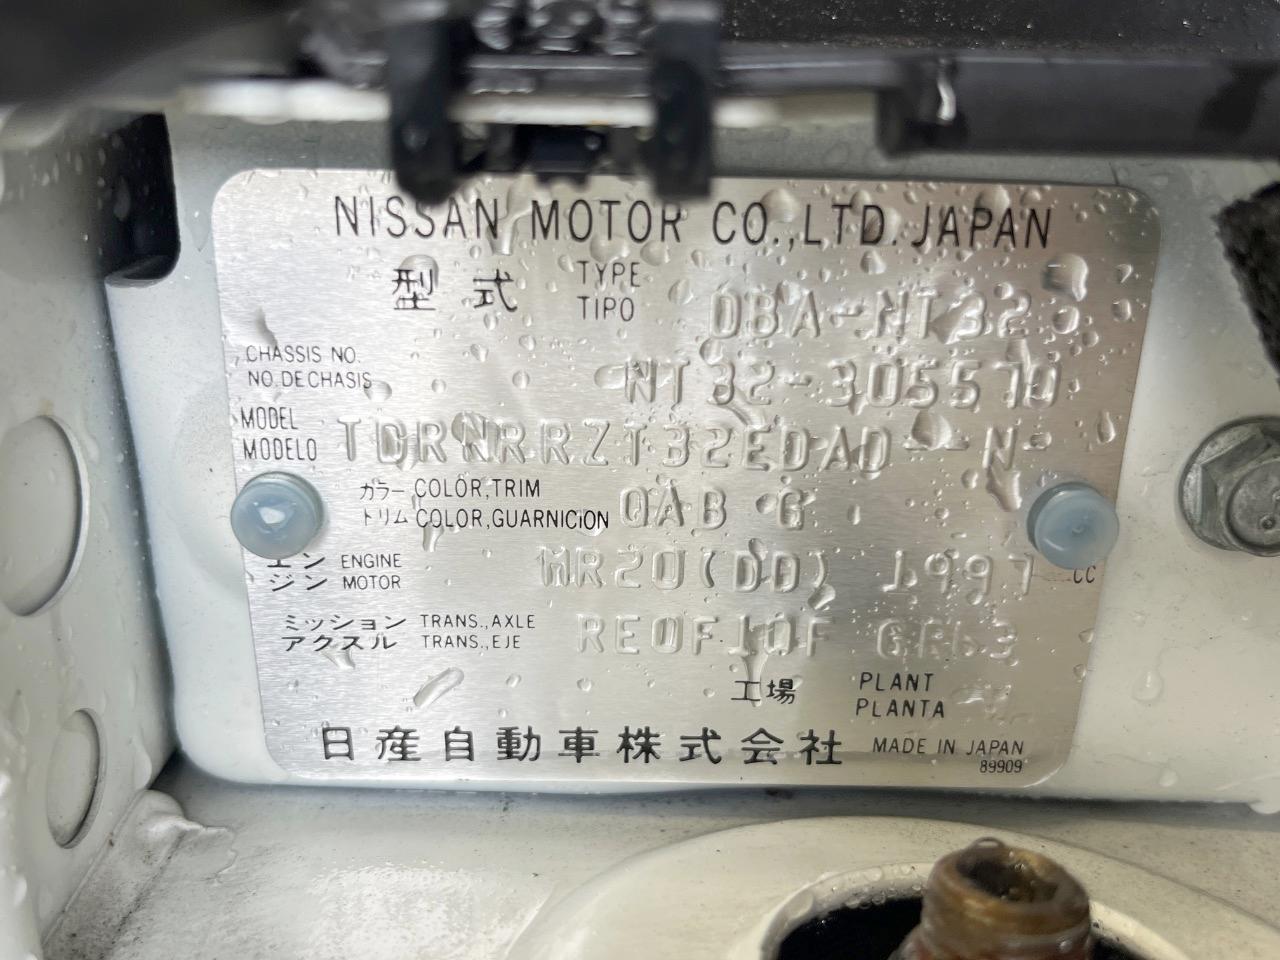 NISSAN MOTOR CO.,LTD. JAPAN
型式 TYPE TIPO DBA-NT32
CHASSIS NO. NO.DECHASIS NT32-305570
MODEL MODELO TDRNRRZT32EDAD--N-
カラー COLOR,TRIM
トリム COLOR,GUARNICION QAB G
エン ENGINE
ジン MOTOR MR20(DD) 1997 CC
ミッション TRANS.,AXLE
アクスル TRANS.,EJE RE0F10F GR63
工場 PLANT PLANTA
日産自動車株式会社 MADE IN JAPAN
89909